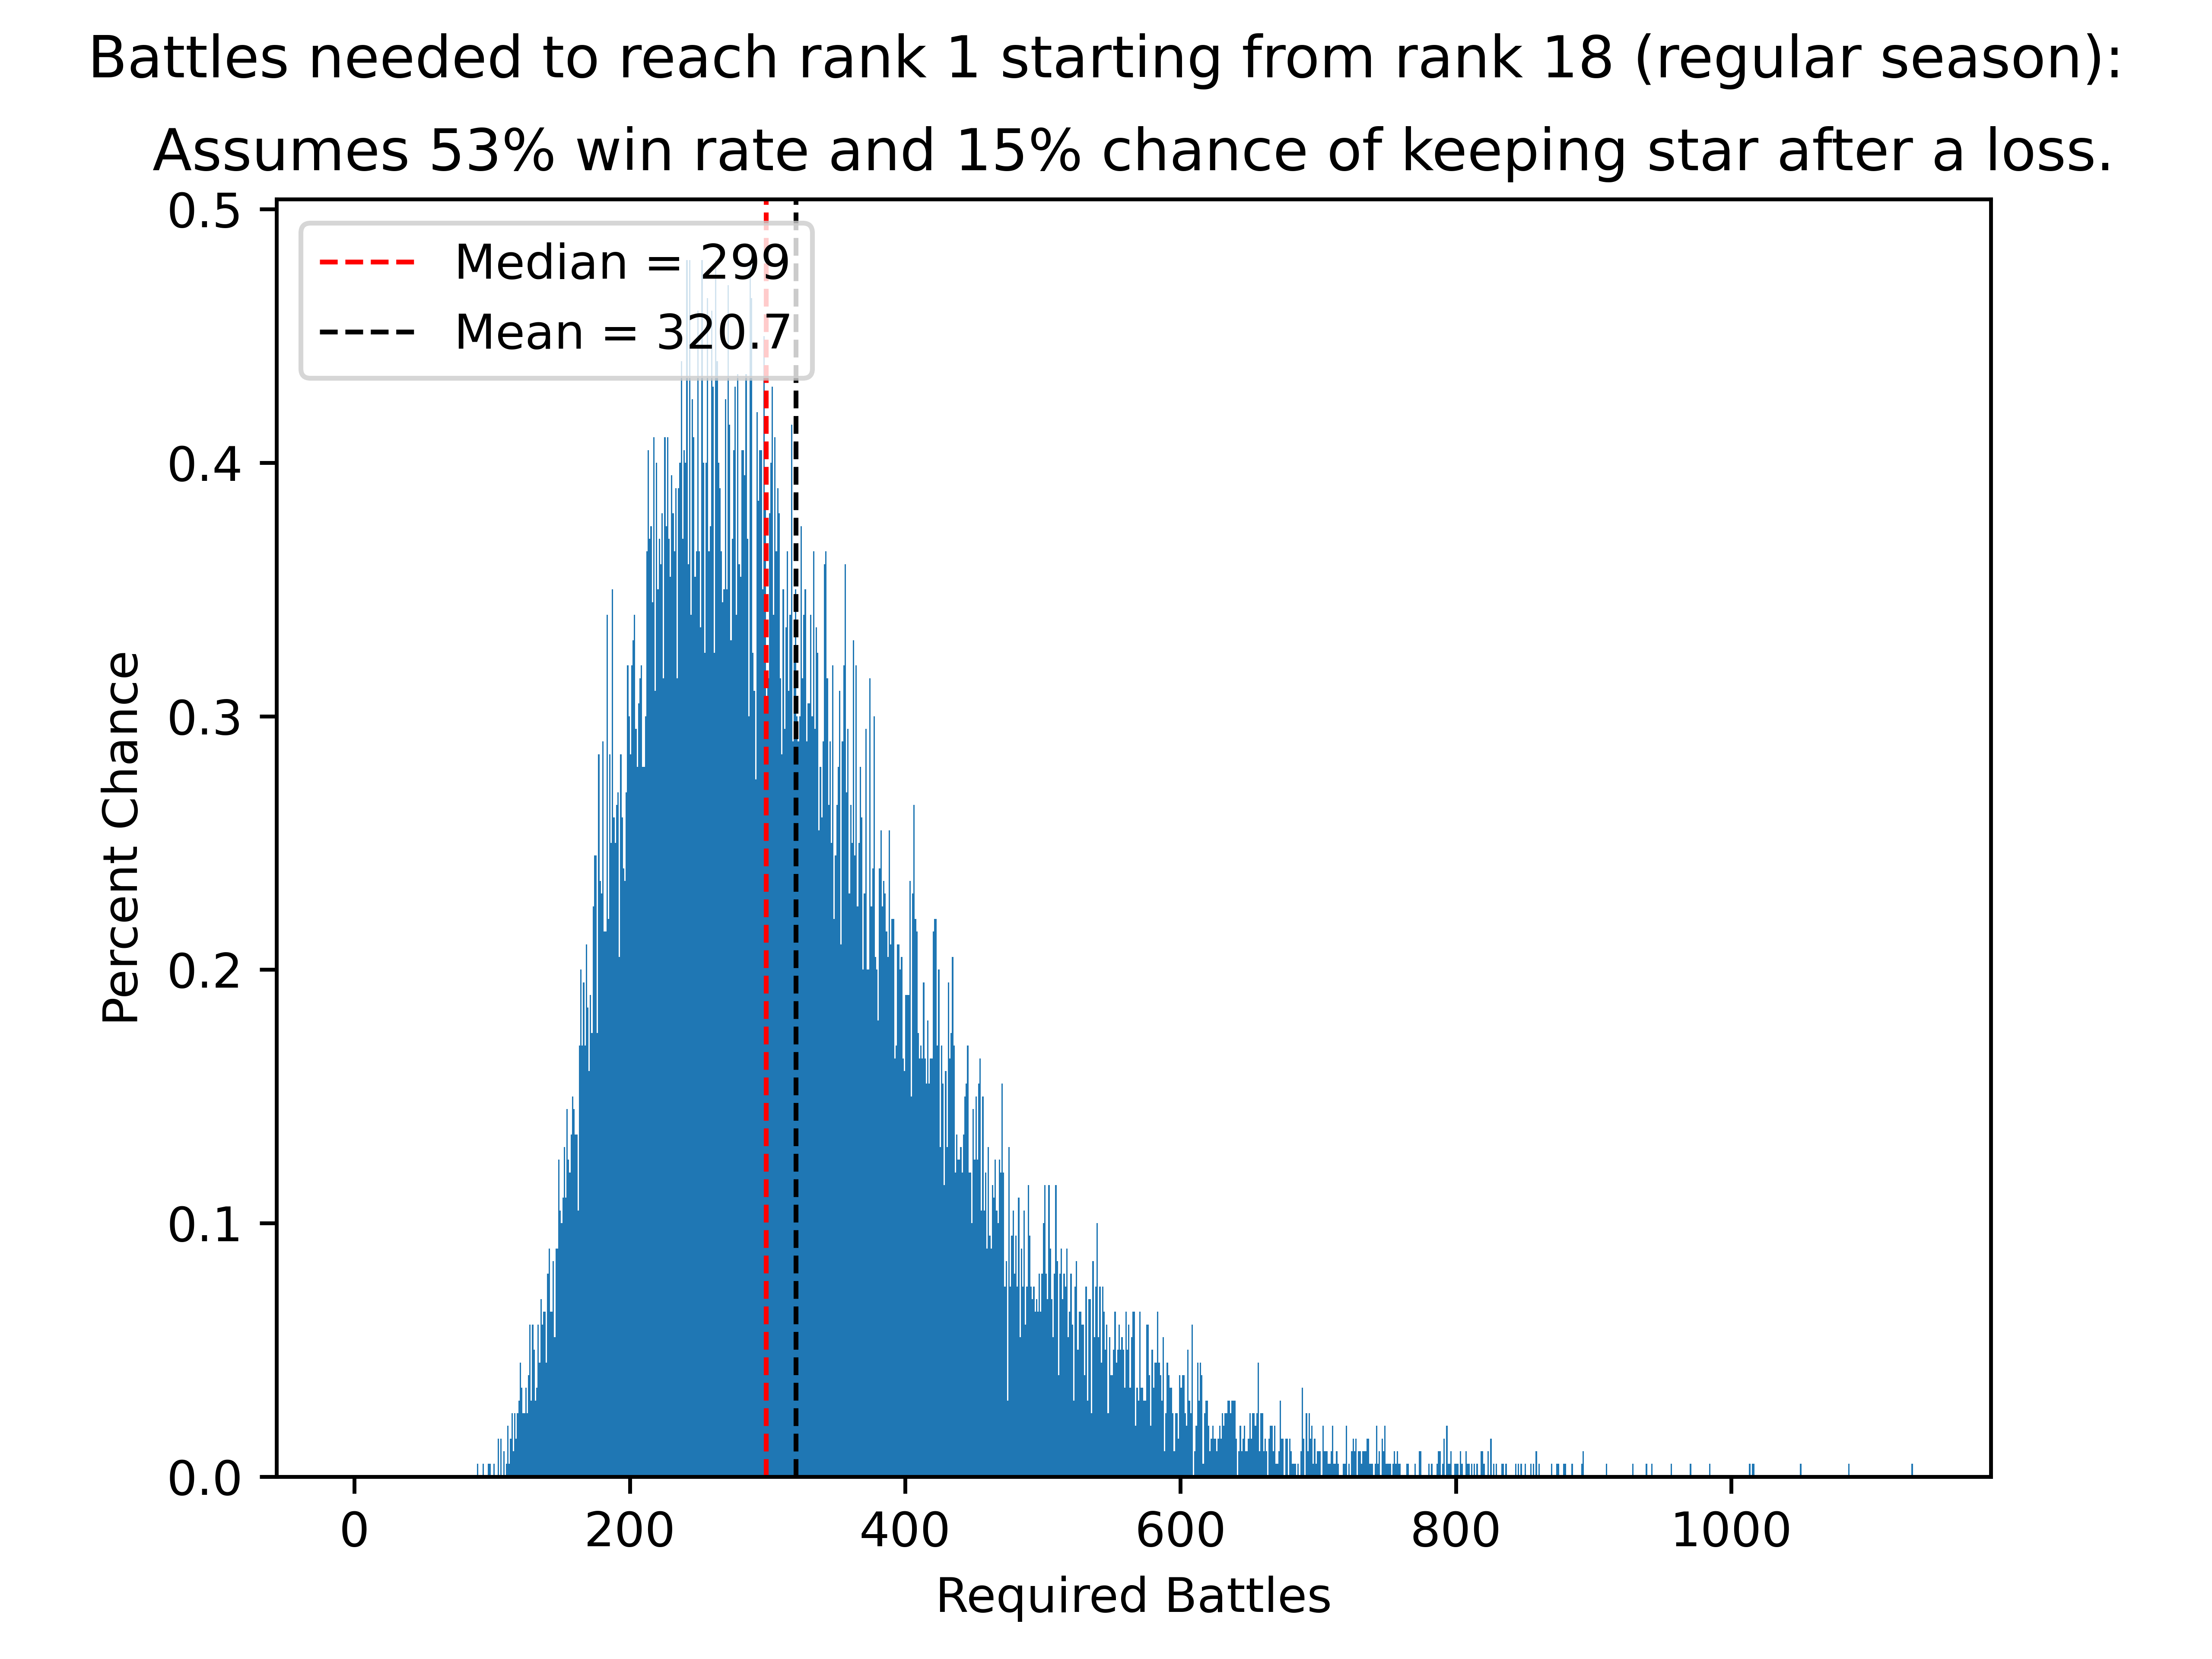 Battles needed to reach rank 1 starting from rank 18 (regular season):
Assumes 53% win rate and 15% chance of keeping star after a loss.
0.5
Median = 299
Mean = 320.7
0.4
0.3
0.2
0.1
0.0
Percent Chance
0 200 400 600 800 1000
Required Battles